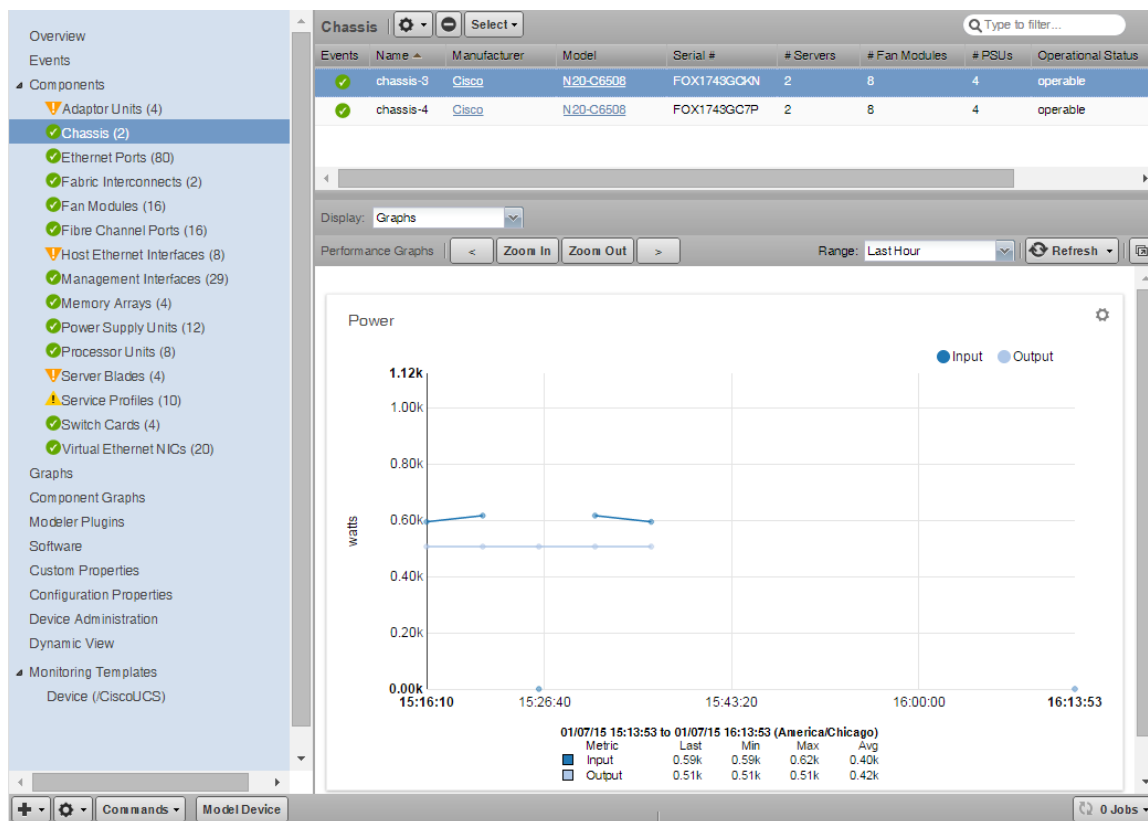 Overview
Events
Components
Adaptor Units (4)
Chassis (2)
Ethernet Ports (80)
Fabric Interconnects (2)
Fan Modules (16)
Fibre Channel Ports (16)
Host Ethernet Interfaces (8)
Management Interfaces (29)
Memory Arrays (4)
Power Supply Units (12)
Processor Units (8)
Server Blades (4)
Service Profiles (10)
Switch Cards (4)
Virtual Ethernet NICs (20)
Graphs
Component Graphs
Modeler Plugins
Software
Custom Properties
Configuration Properties
Device Administration
Dynamic View
Monitoring Templates
Device (/CiscoUCS)
Chassis Select Type to filter...
Events Name Manufacturer Model Serial # # Servers # Fan Modules # PSUs Operational Status
chassis-3 Cisco N20-C6508 FOX1743GCKN 2 8 4 operable
chassis-4 Cisco N20-C6508 FOX1743GC7P 2 8 4 operable
Display: Graphs
Performance Graphs < Zoom In Zoom Out > Range: Last Hour Refresh
Power
Input Output
1.12k
1.00k
0.80k
0.60k
watts
0.40k
0.20k
0.00k
15:16:10 15:26:40 15:43:20 16:00:00 16:13:53
01/07/15 15:13:53 to 01/07/15 16:13:53 (America/Chicago)
Metric Last Min Max Avg
Input 0.59k 0.59k 0.62k 0.40k
Output 0.51k 0.51k 0.51k 0.42k
Commands Model Device 0 Jobs